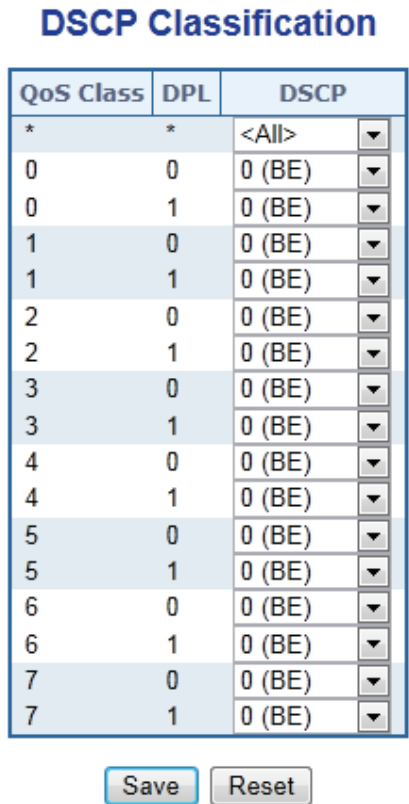 DSCP Classification
QoS Class DPL DSCP
* * <All>
0 0 0 (BE)
0 1 0 (BE)
1 0 0 (BE)
1 1 0 (BE)
2 0 0 (BE)
2 1 0 (BE)
3 0 0 (BE)
3 1 0 (BE)
4 0 0 (BE)
4 1 0 (BE)
5 0 0 (BE)
5 1 0 (BE)
6 0 0 (BE)
6 1 0 (BE)
7 0 0 (BE)
7 1 0 (BE)
Save Reset